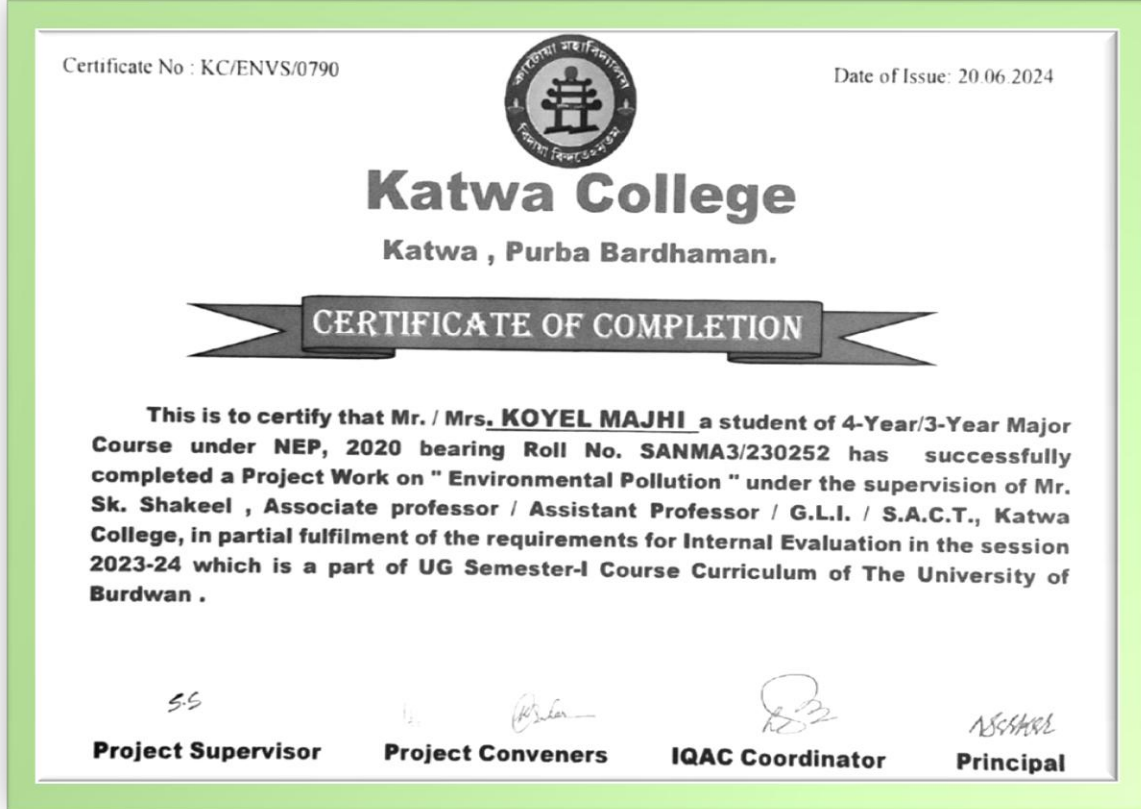 Certificate No : KC/ENVS/0790
Date of Issue: 20.06.2024
কাটোয়া মহাবিদ্যালয়
Katwa College
Katwa , Purba Bardhaman.
CERTIFICATE OF COMPLETION
This is to certify that Mr. / Mrs. KOYEL MAJHI a student of 4-Year/3-Year Major
Course under NEP, 2020 bearing Roll No. SANMA3/230252 has successfully
completed a Project Work on " Environmental Pollution " under the supervision of Mr.
Sk. Shakeel , Associate professor / Assistant Professor / G.L.I. / S.A.C.T., Katwa
College, in partial fulfilment of the requirements for Internal Evaluation in the session
2023-24 which is a part of UG Semester-I Course Curriculum of The University of
Burdwan .
S.S
Project Supervisor
Project Conveners
IQAC Coordinator
Principal